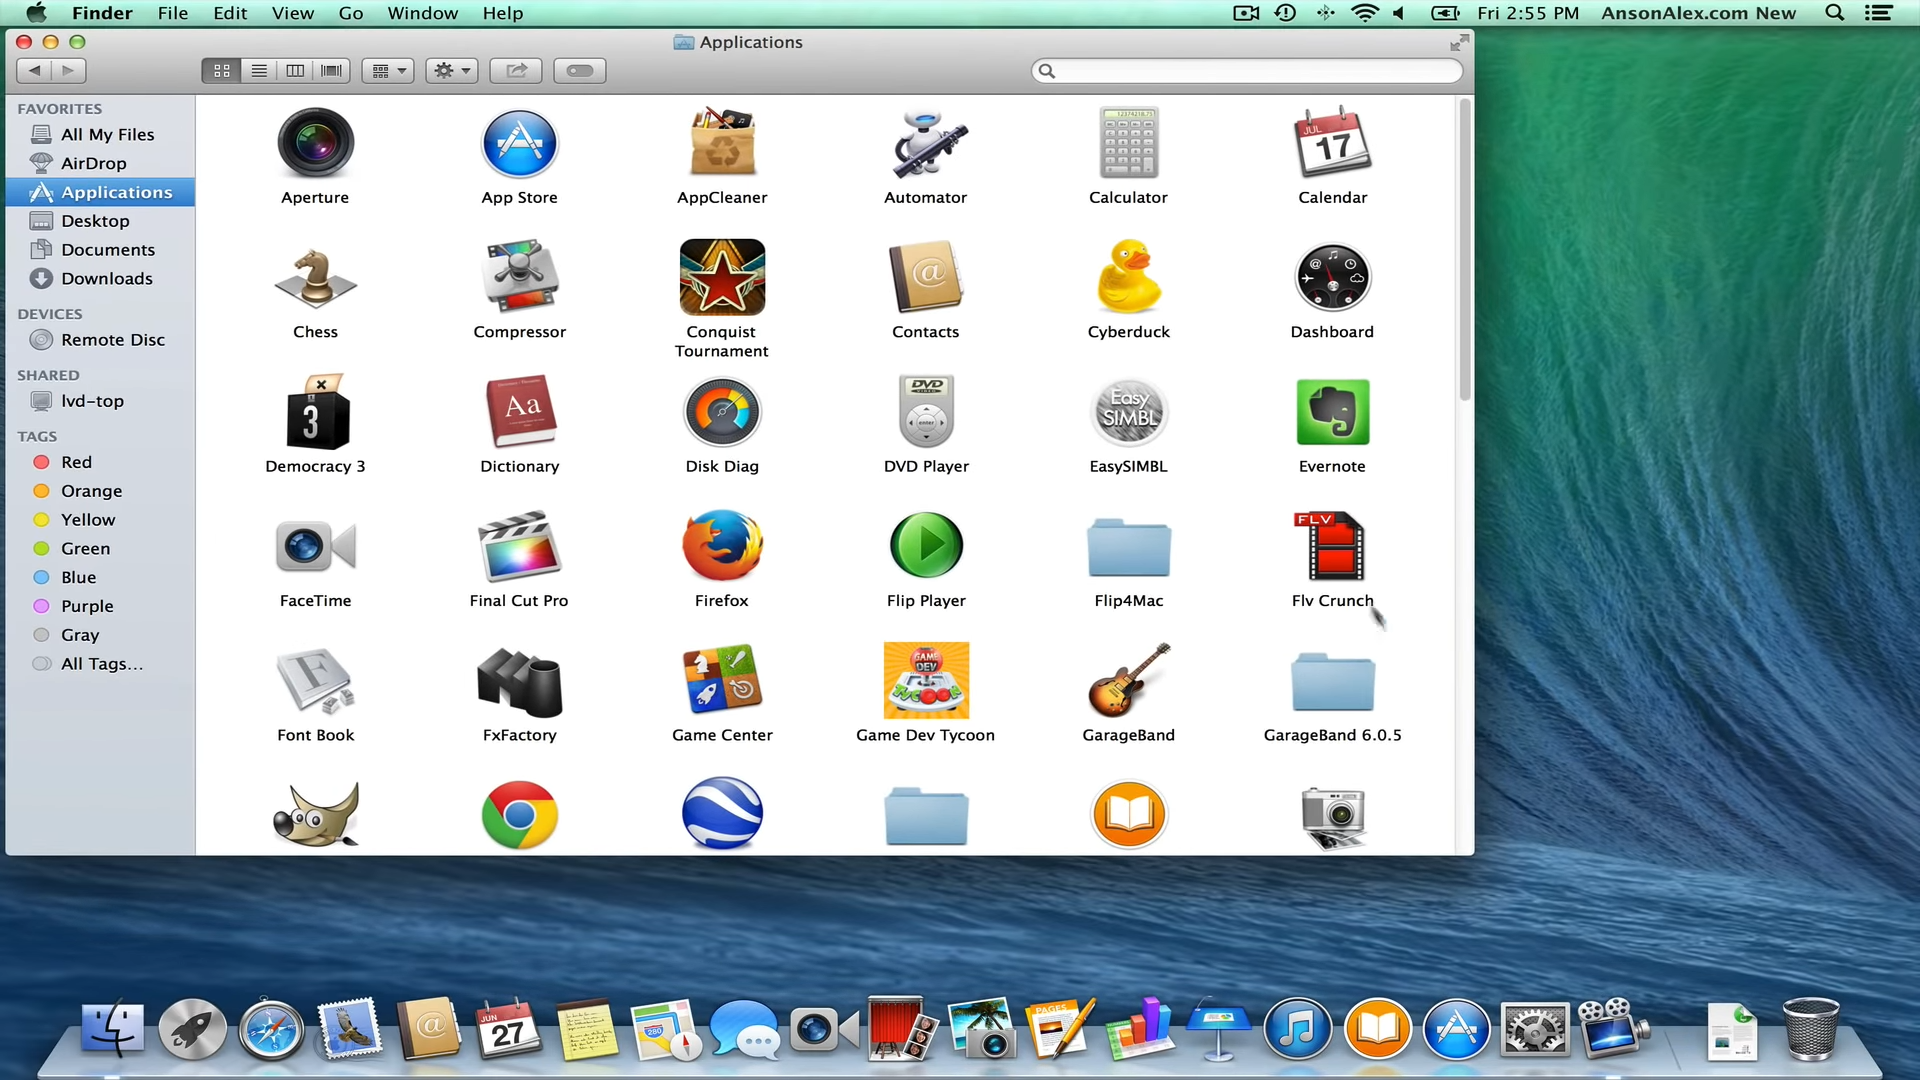 Finder File Edit View Go Window Help
Fri 2:55 PM AnsonAlex.com New
Applications
FAVORITES
All My Files
AirDrop
Applications
Desktop
Documents
Downloads
DEVICES
Remote Disc
SHARED
lvd-top
TAGS
Red
Orange
Yellow
Green
Blue
Purple
Gray
All Tags...
JUL
17
Aperture App Store AppCleaner Automator Calculator Calendar
@
Chess Compressor Conquist Contacts Cyberduck Dashboard
Tournament
3
Aa
DVD
VIDEO
enter
Easy
SIMBL
Democracy 3 Dictionary Disk Diag DVD Player EasySIMBL Evernote
FLV
FaceTime Final Cut Pro Firefox Flip Player Flip4Mac Flv Crunch
F
GAME
DEV
TYCOON
Font Book FxFactory Game Center Game Dev Tycoon GarageBand GarageBand 6.0.5
@
JUN
27
280
PAGES